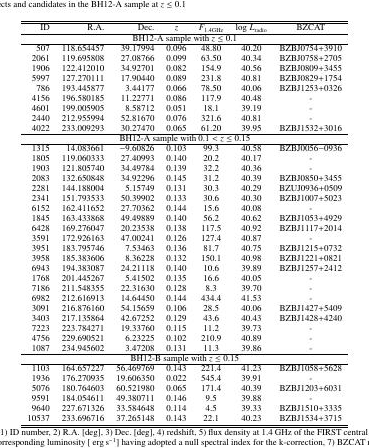 ects and candidates in the BH12-A sample at z ≤ 0.1
ID R.A. Dec. z F1.4GHz log Lradio BZCAT
BH12-A sample with z ≤ 0.1
507 118.654457 39.17994 0.096 48.80 40.20 BZBJ0754+3910
2061 119.695808 27.08766 0.099 63.50 40.34 BZBJ0758+2705
1906 122.412010 34.92701 0.082 154.9 40.56 BZBJ0809+3455
5997 127.270111 17.90440 0.089 231.8 40.81 BZBJ0829+1754
786 193.445877 3.44177 0.066 78.50 40.06 BZBJ1253+0326
4156 196.580185 11.22771 0.086 117.9 40.48 -
4601 199.005905 8.58712 0.051 18.1 39.19 -
2440 212.955994 52.81670 0.076 321.6 40.81 -
4022 233.009293 30.27470 0.065 61.20 39.95 BZBJ1532+3016
BH12-A sample with 0.1 < z ≤ 0.15
1315 14.083661 −9.60826 0.103 99.3 40.58 BZBJ0056−0936
1805 119.060333 27.40993 0.140 20.2 40.17 -
1903 121.805740 34.49784 0.139 32.2 40.36 -
2083 132.650848 34.92296 0.145 31.2 40.39 BZBJ0850+3455
2281 144.188004 5.15749 0.131 30.3 40.29 BZUJ0936+0509
2341 151.793533 50.39902 0.133 30.6 40.30 BZBJ1007+5023
6152 162.411652 27.70362 0.144 15.6 40.08 -
1845 163.433868 49.49889 0.140 56.2 40.62 BZBJ1053+4929
6428 169.276047 20.23538 0.138 117.5 40.92 BZBJ1117+2014
3591 172.926163 47.00241 0.126 127.4 40.87 -
3951 183.795746 7.53463 0.136 81.7 40.75 BZBJ1215+0732
3958 185.383606 8.36228 0.132 150.1 40.98 BZBJ1221+0821
6943 194.383087 24.21118 0.140 10.6 39.89 BZBJ1257+2412
1768 201.445267 5.41502 0.135 16.6 40.05 -
7186 211.548355 22.31630 0.128 8.3 39.70 -
6982 212.616913 14.64450 0.144 434.4 41.53 -
3091 216.876160 54.15659 0.106 28.5 40.06 BZBJ1427+5409
3403 217.135864 42.67252 0.129 43.6 40.43 BZBJ1428+4240
7223 223.784271 19.33760 0.115 11.2 39.73 -
4756 229.690521 6.23225 0.102 210.9 40.89 -
1087 234.945602 3.47208 0.131 11.3 39.86 -
BH12-B sample with z ≤ 0.15
1103 164.657227 56.469769 0.143 221.4 41.23 BZBJ1058+5628
1936 176.270935 19.606350 0.022 545.4 39.91 -
5076 180.764603 60.521980 0.065 171.4 40.39 BZBJ1203+6031
9591 184.054611 49.380711 0.146 9.5 39.88 -
9640 227.671326 33.584648 0.114 4.5 39.33 BZBJ1510+3335
10537 233.696716 37.265148 0.143 22.1 40.23 BZBJ1534+3715
1) ID number, 2) R.A. [deg], 3) Dec. [deg], 4) redshift, 5) flux density at 1.4 GHz of the FIRST central
orresponding luminosity [ erg s−1] having adopted a null spectral index for the k-correction, 7) BZCAT